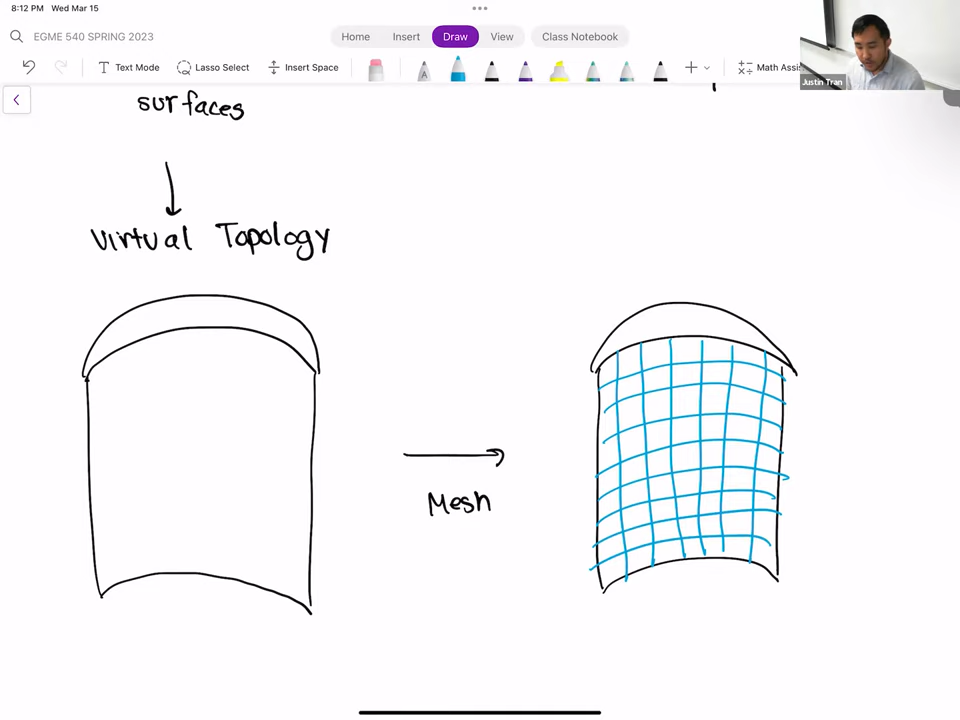 8:12 PM Wed Mar 15
EGME 540 SPRING 2023
Home Insert Draw View Class Notebook
Text Mode Lasso Select Insert Space A Math Assis
Justin Tran
surfaces
Virtual Topology
Mesh